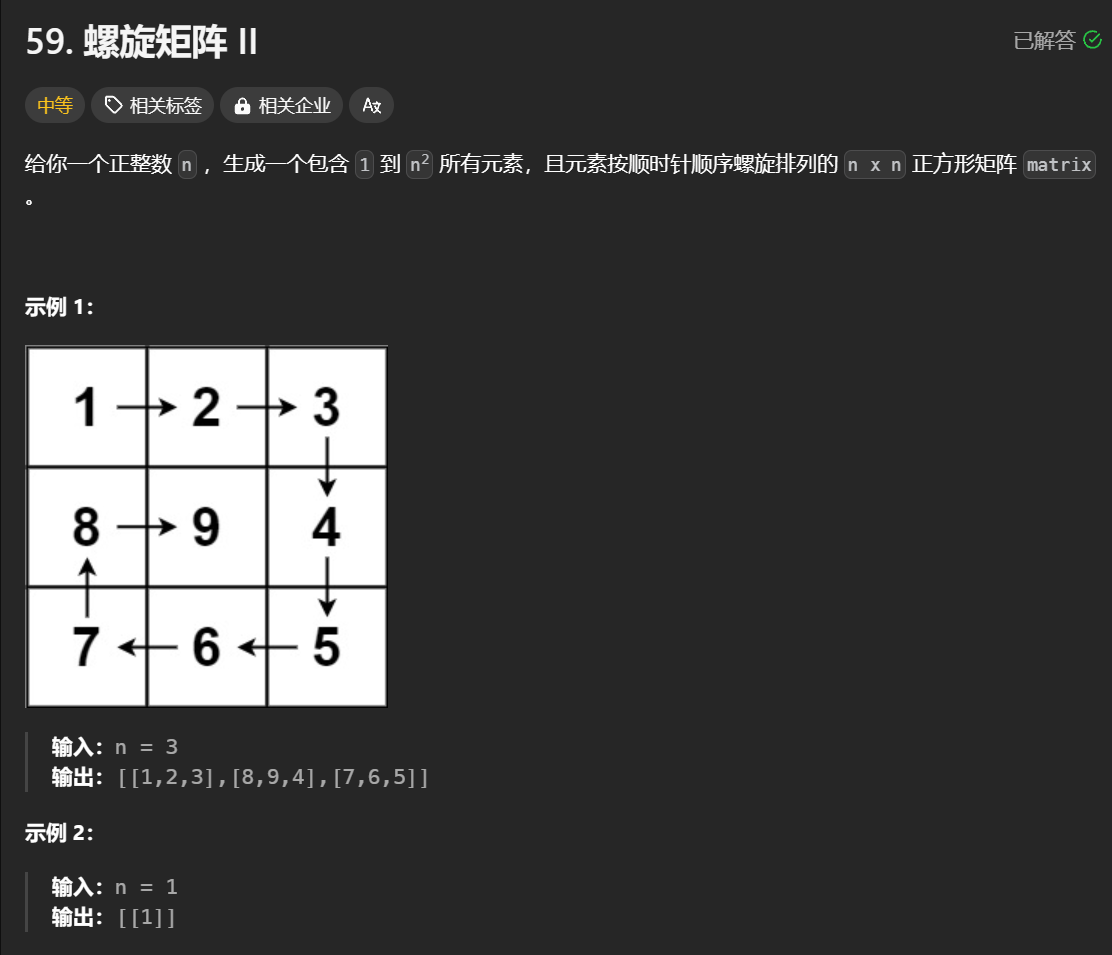 59. 螺旋矩阵 II
已解答
中等 相关标签 相关企业 Ax
给你一个正整数 n ，生成一个包含 1 到 n² 所有元素，且元素按顺时针顺序螺旋排列的 n x n 正方形矩阵 matrix
。
示例 1：
1 2 3
8 9 4
7 6 5
输入：n = 3
输出：[[1,2,3],[8,9,4],[7,6,5]]
示例 2：
输入：n = 1
输出：[[1]]